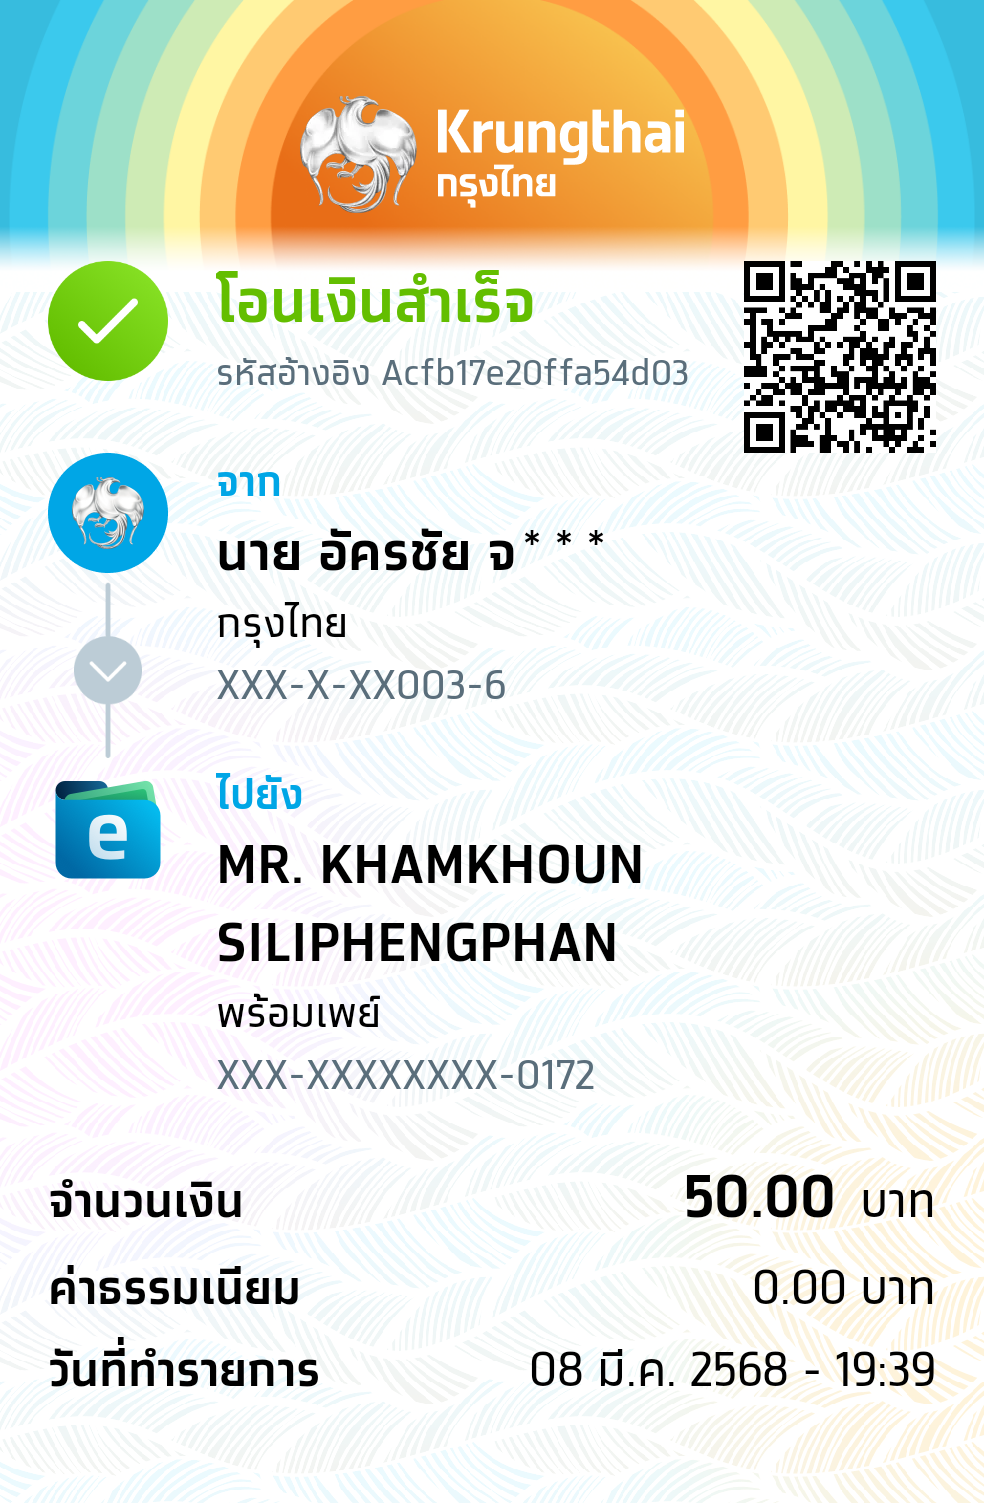 Krungthai
กรุงไทย
โอนเงินสำเร็จ
รหัสอ้างอิง Acfb17e20ffa54d03
จาก
นาย อัครชัย จ***
กรุงไทย
XXX-X-XX003-6
e
ไปยัง
MR. KHAMKHOUN
SILIPHENGPHAN
พร้อมเพย์
XXX-XXXXXXXX-0172
จำนวนเงิน 50.00 บาท
ค่าธรรมเนียม 0.00 บาท
วันที่ทำรายการ 08 มี.ค. 2568 - 19:39